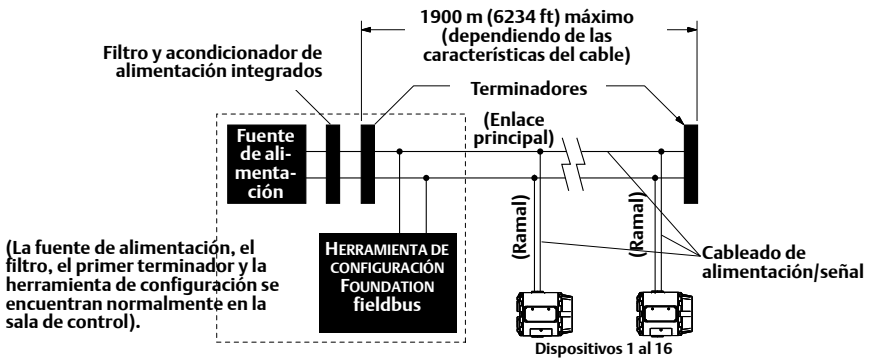 1900 m (6234 ft) máximo
(dependiendo de las
características del cable)
Filtro y acondicionador de
alimentación integrados
Terminadores
(Enlace
principal)
Fuente
de ali-
menta-
ción
(Ramal)
(Ramal)
(La fuente de alimentación, el
filtro, el primer terminador y la
herramienta de configuración se
encuentran normalmente en la
sala de control).
HERRAMIENTA DE
CONFIGURACIÓN
FOUNDATION
fieldbus
Cableado de
alimentación/señal
Dispositivos 1 al 16